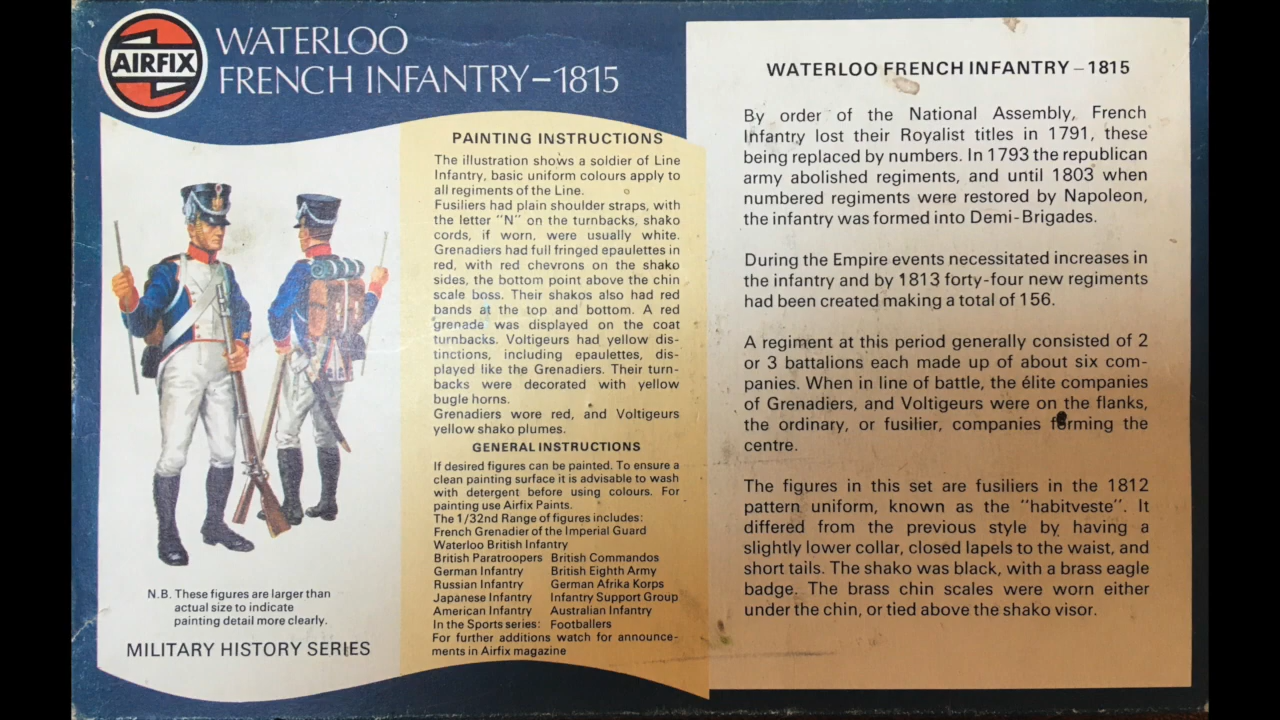 AIRFIX
WATERLOO
FRENCH INFANTRY–1815
PAINTING INSTRUCTIONS
The illustration shows a soldier of Line
Infantry, basic uniform colours apply to
all regiments of the Line.
Fusiliers had plain shoulder straps, with
the letter "N" on the turnbacks, shako
cords, if worn, were usually white.
Grenadiers had full fringed epaulettes in
red, with red chevrons on the shako
sides, the bottom point above the chin
scale boss. Their shakos also had red
bands at the top and bottom. A red
grenade was displayed on the coat
turnbacks. Voltigeurs had yellow dis-
tinctions, including epaulettes, dis-
played like the Grenadiers. Their turn-
backs were decorated with yellow
bugle horns.
Grenadiers wore red, and Voltigeurs
yellow shako plumes.
GENERAL INSTRUCTIONS
If desired figures can be painted. To ensure a
clean painting surface it is advisable to wash
with detergent before using colours. For
painting use Airfix Paints.
The 1/32nd Range of figures includes:
French Grenadier of the Imperial Guard
Waterloo British Infantry
British Paratroopers British Commandos
German Infantry British Eighth Army
Russian Infantry German Afrika Korps
Japanese Infantry Infantry Support Group
American Infantry Australian Infantry
In the Sports series: Footballers
For further additions watch for announce-
ments in Airfix magazine
N.B. These figures are larger than
actual size to indicate
painting detail more clearly.
MILITARY HISTORY SERIES
WATERLOO FRENCH INFANTRY – 1815
By order of the National Assembly, French
Infantry lost their Royalist titles in 1791, these
being replaced by numbers. In 1793 the republican
army abolished regiments, and until 1803 when
numbered regiments were restored by Napoleon,
the infantry was formed into Demi-Brigades.
During the Empire events necessitated increases in
the infantry and by 1813 forty-four new regiments
had been created making a total of 156.
A regiment at this period generally consisted of 2
or 3 battalions each made up of about six com-
panies. When in line of battle, the élite companies
of Grenadiers, and Voltigeurs were on the flanks,
the ordinary, or fusilier, companies forming the
centre.
The figures in this set are fusiliers in the 1812
pattern uniform, known as the "habitveste". It
differed from the previous style by having a
slightly lower collar, closed lapels to the waist, and
short tails. The shako was black, with a brass eagle
badge. The brass chin scales were worn either
under the chin, or tied above the shako visor.